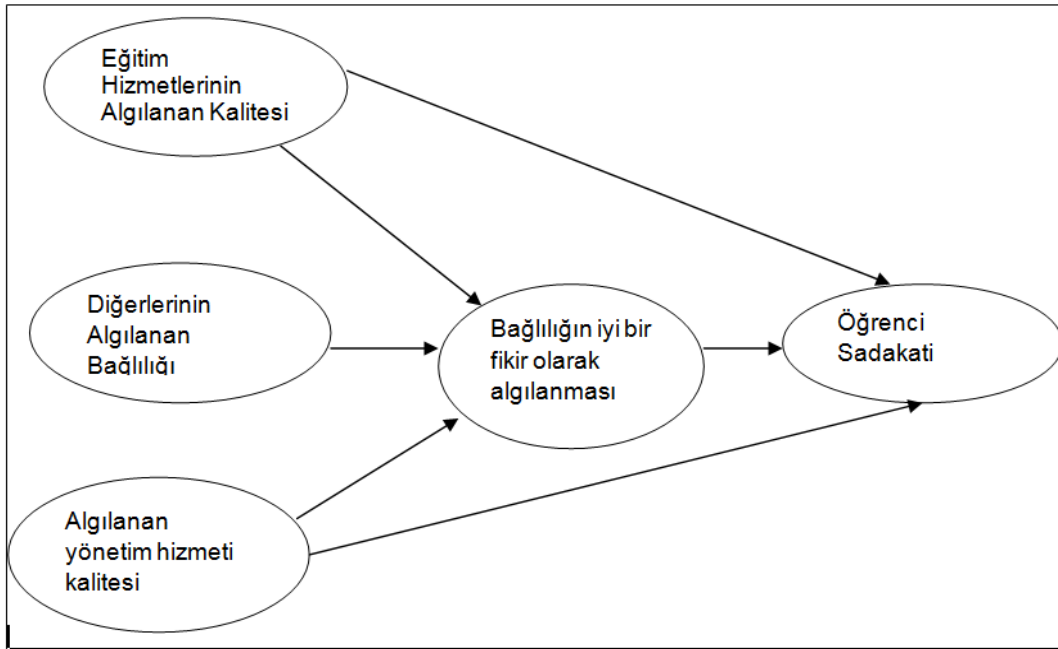 Eğitim
Hizmetlerinin
Algılanan Kalitesi
Diğerlerinin
Algılanan
Bağlılığı
Bağlılığın iyi bir
fikir olarak
algılanması
Öğrenci
Sadakati
Algılanan
yönetim hizmeti
kalitesi